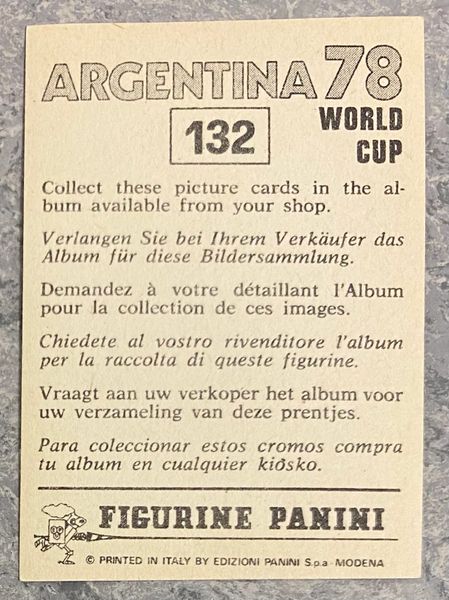 ARGENTINA 78
132
WORLD
CUP
Collect these picture cards in the al-
bum available from your shop.
Verlangen Sie bei Ihrem Verkäufer das
Album für diese Bildersammlung.
Demandez à votre détaillant l'Album
pour la collection de ces images.
Chiedete al vostro rivenditore l'album
per la raccolta di queste figurine.
Vraagt aan uw verkoper het album voor
uw verzameling van deze prentjes.
Para coleccionar estos cromos compra
tu album en cualquier kiósko.
FIGURINE PANINI
© PRINTED IN ITALY BY EDIZIONI PANINI S.p.a - MODENA